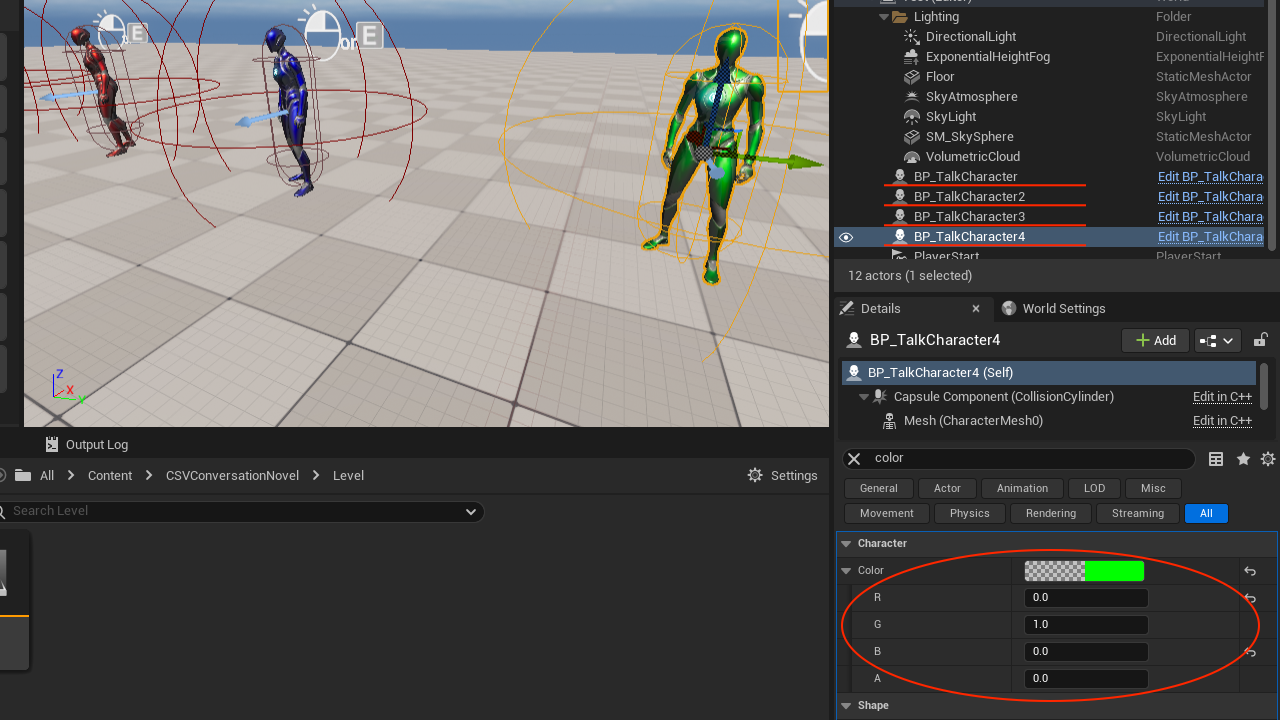 E
or E
Lighting Folder
DirectionalLight DirectionalLight
ExponentialHeightFog ExponentialHeightF
Floor StaticMeshActor
SkyAtmosphere SkyAtmosphere
SkyLight SkyLight
SM_SkySphere StaticMeshActor
VolumetricCloud VolumetricCloud
BP_TalkCharacter Edit BP_TalkChara
BP_TalkCharacter2 Edit BP_TalkChara
BP_TalkCharacter3 Edit BP_TalkChara
BP_TalkCharacter4 Edit BP_TalkChara
PlayerStart PlayerStart
12 actors (1 selected)
Details World Settings
BP_TalkCharacter4 Add
BP_TalkCharacter4 (Self)
Capsule Component (CollisionCylinder) Edit in C++
Mesh (CharacterMesh0) Edit in C++
color
General Actor Animation LOD Misc
Movement Physics Rendering Streaming All
Character
Color
R 0.0
G 1.0
B 0.0
A 0.0
Shape
Z
X
Y
Output Log
All Content CSVConversationNovel Level Settings
Search Level